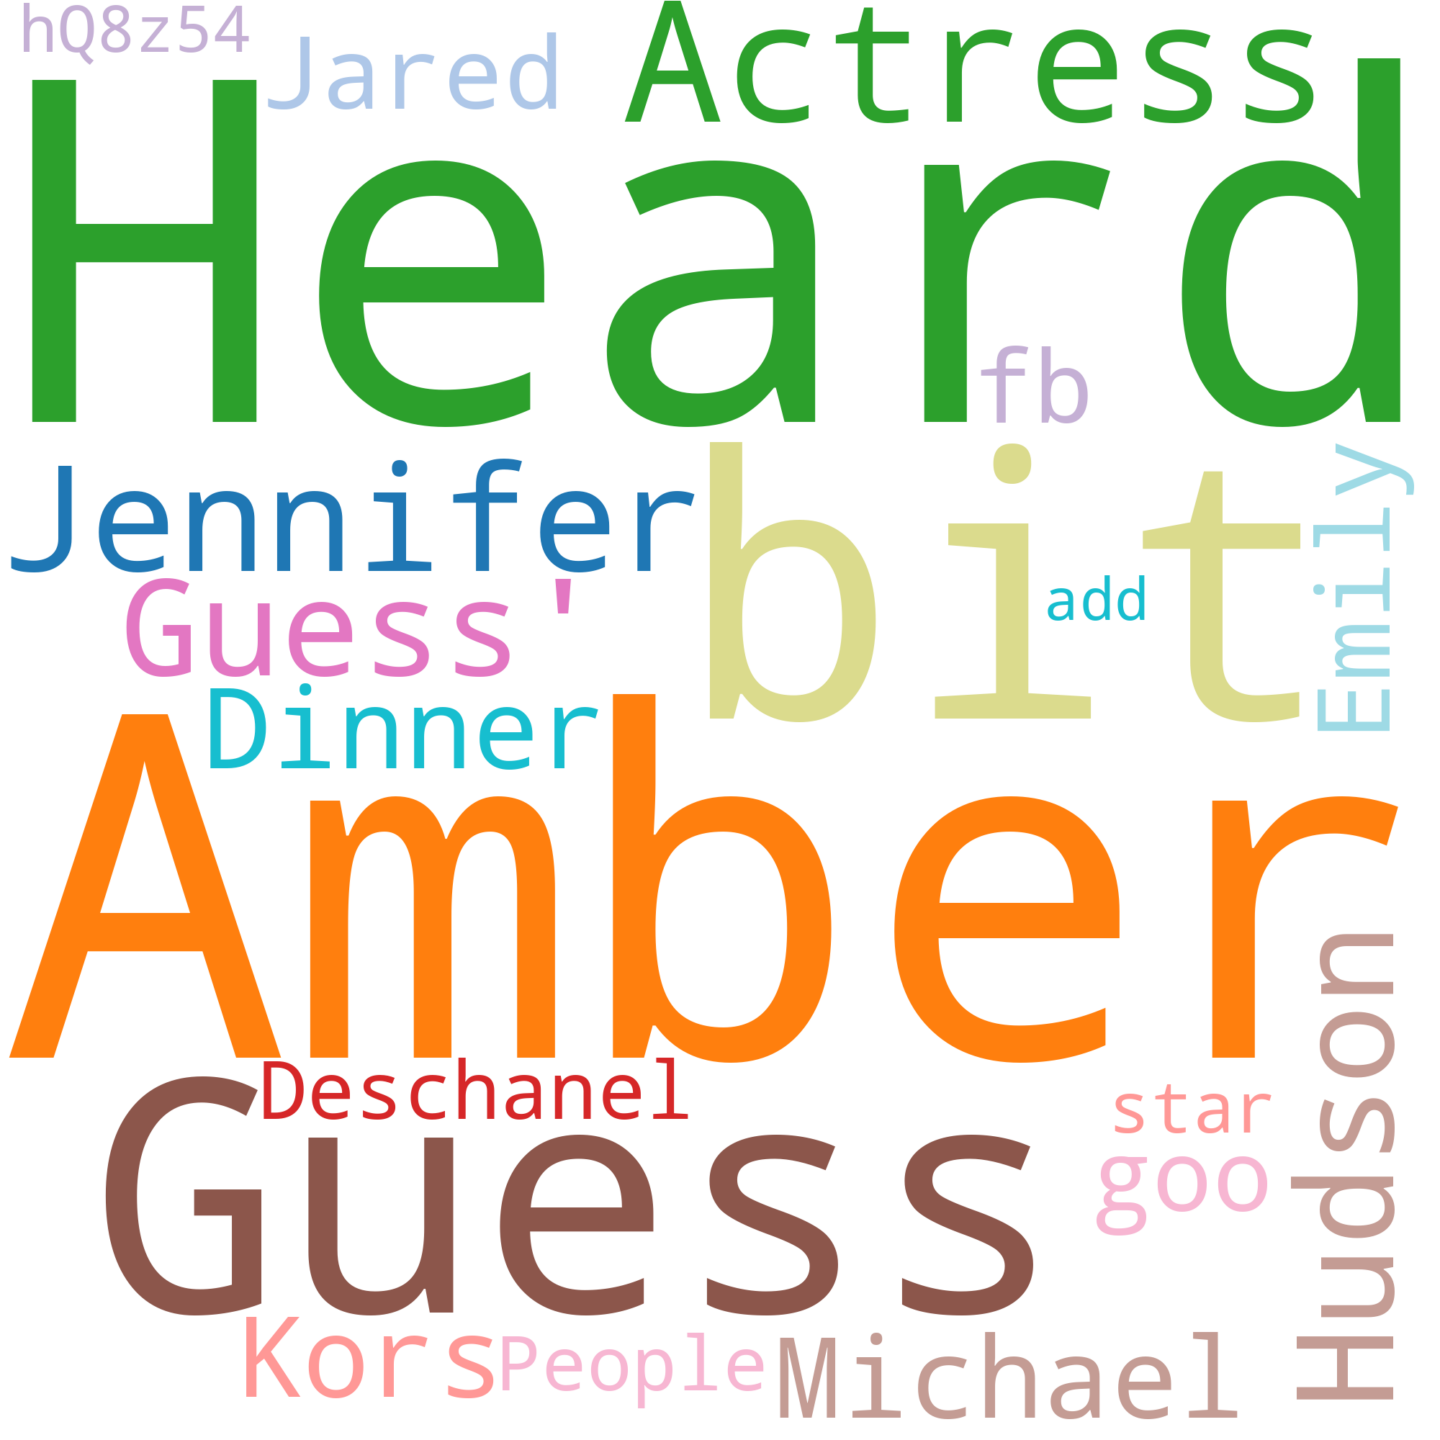 hQ8z54
Jared
Actress
Heard
fb
Jennifer
bit
Emily
Guess'
add
Dinner
Amber
Hudson
Deschanel
Guess
star
goo
Kors
People
Michael